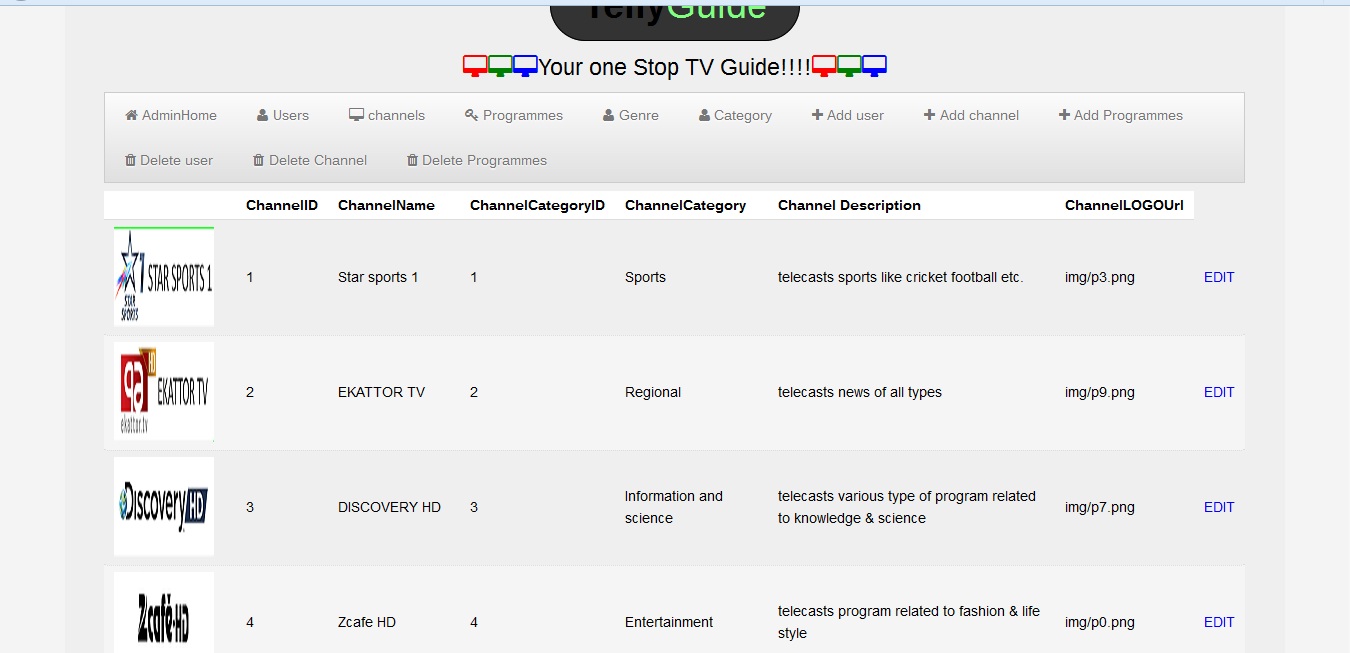 TellyGuide
Your one Stop TV Guide!!!!
AdminHome Users channels Programmes Genre Category Add user Add channel Add Programmes
Delete user Delete Channel Delete Programmes
ChannelID ChannelName ChannelCategoryID ChannelCategory Channel Description ChannelLOGOUrl
1 STAR SPORTS 1
STAR
SPORTS
1 Star sports 1 1 Sports telecasts sports like cricket football etc. img/p3.png EDIT
HD
EKATTOR TV
ekattor.tv
2 EKATTOR TV 2 Regional telecasts news of all types img/p9.png EDIT
Discovery HD
3 DISCOVERY HD 3 Information and science telecasts various type of program related to knowledge & science img/p7.png EDIT
Zcafé HD
4 Zcafe HD 4 Entertainment telecasts program related to fashion & life style img/p0.png EDIT